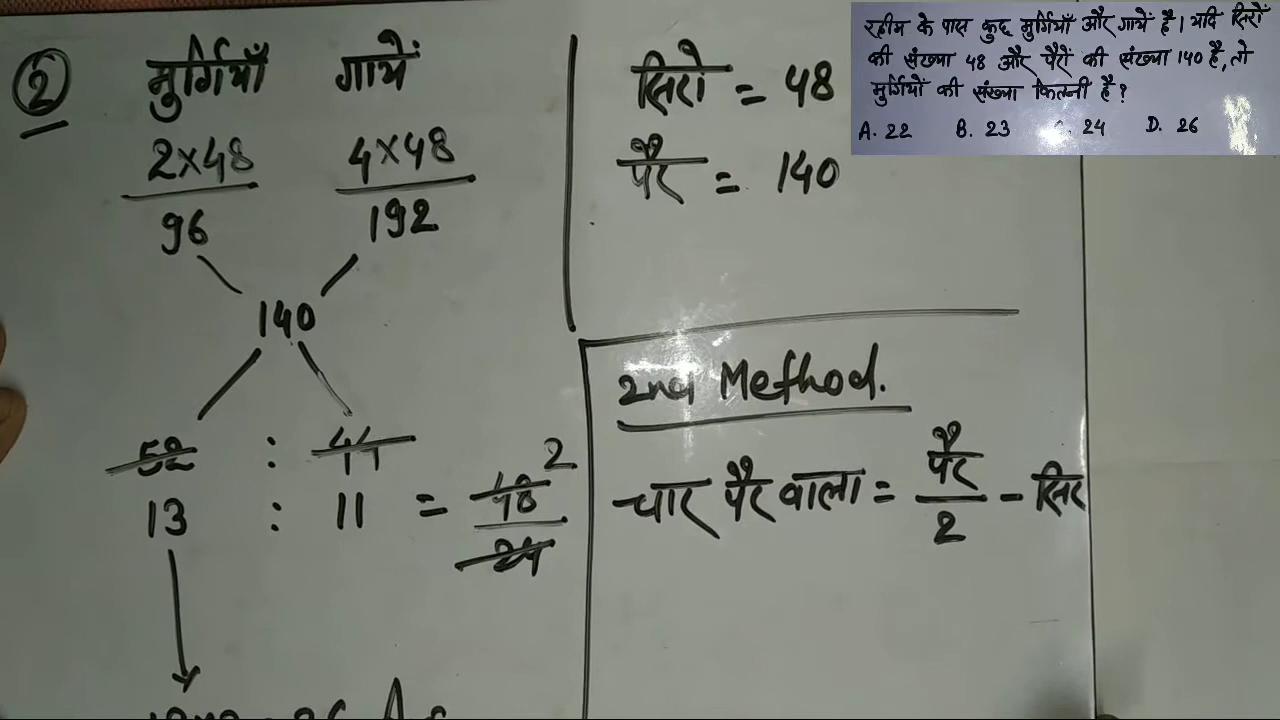 रहीम के पास कुछ मुर्गियाँ और गायें है। यदि सिरों
की संख्या 48 और पैरों की संख्या 140 है, तो
मुर्गियों की संख्या कितनी है?
A. 22 B. 23 24 D. 26
②
मुर्गियाँ गायें
2×48 4×48
96 192
140
52 : 44
13 : 11 = 48 2
24
सिरो = 48
पैर = 140
2nd Method.
चार पैर वाला = पैर/2 - सिर